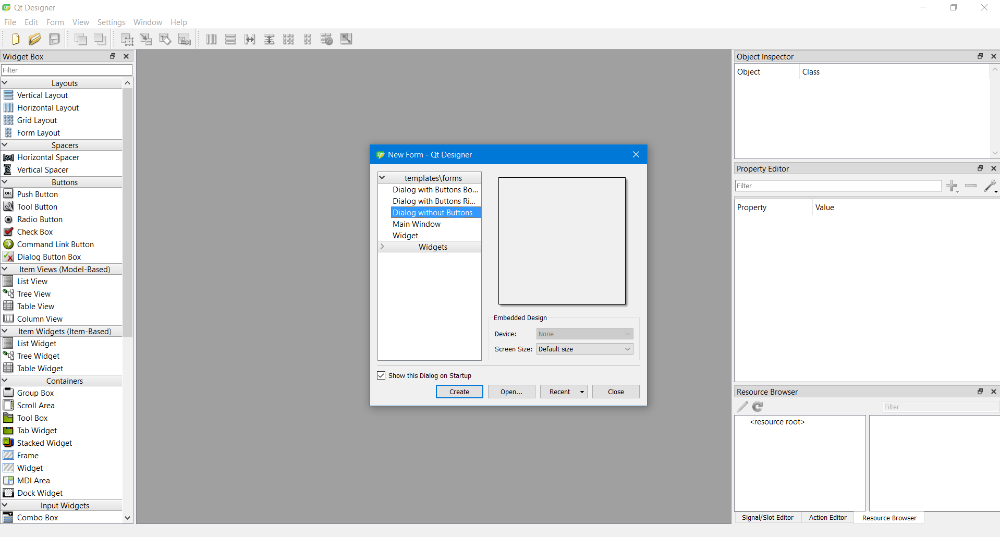 Qt Designer
File Edit Form View Settings Window Help
Widget Box
Filter
Layouts
Vertical Layout
Horizontal Layout
Grid Layout
Form Layout
Spacers
Horizontal Spacer
Vertical Spacer
Buttons
Push Button
Tool Button
Radio Button
Check Box
Command Link Button
Dialog Button Box
Item Views (Model-Based)
List View
Tree View
Table View
Column View
Item Widgets (Item-Based)
List Widget
Tree Widget
Table Widget
Containers
Group Box
Scroll Area
Tool Box
Tab Widget
Stacked Widget
Frame
Widget
MDI Area
Dock Widget
Input Widgets
Combo Box
New Form - Qt Designer
templates\forms
Dialog with Buttons Bo...
Dialog with Buttons Ri...
Dialog without Buttons
Main Window
Widget
Widgets
Embedded Design
Device: None
Screen Size: Default size
Show this Dialog on Startup
Create Open... Recent Close
Object Inspector
Object Class
Property Editor
Filter
Property Value
Resource Browser
Filter
<resource root>
Signal/Slot Editor Action Editor Resource Browser